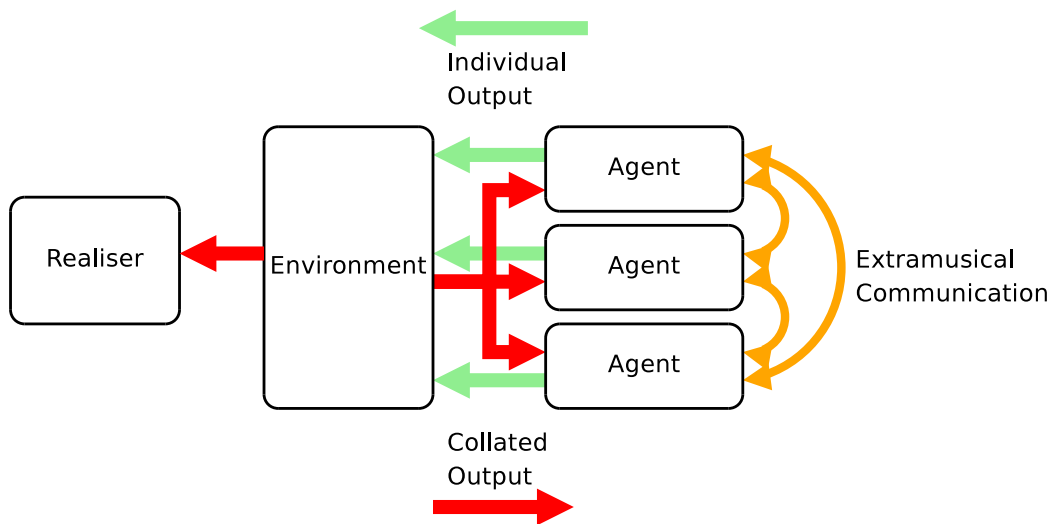 Individual
Output
Agent
Realiser
Environment
Agent
Extramusical
Communication
Agent
Collated
Output